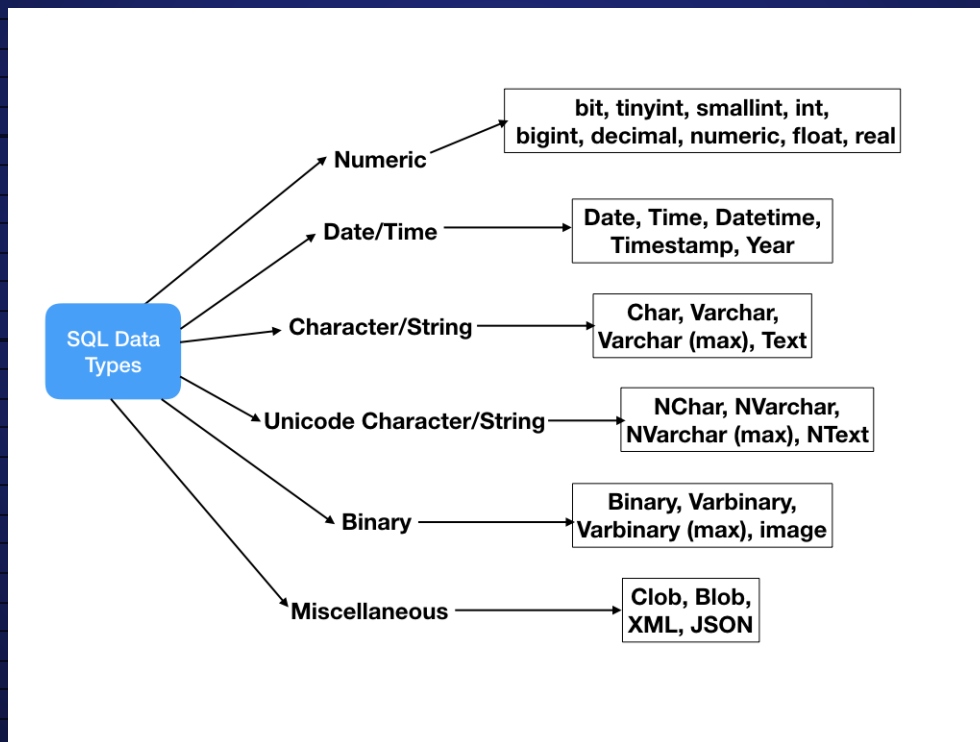 bit, tinyint, smallint, int,
bigint, decimal, numeric, float, real
Numeric
Date, Time, Datetime,
Timestamp, Year
Date/Time
Char, Varchar,
Varchar (max), Text
Character/String
SQL Data
Types
NChar, NVarchar,
NVarchar (max), NText
Unicode Character/String
Binary, Varbinary,
Varbinary (max), image
Binary
Clob, Blob,
XML, JSON
Miscellaneous